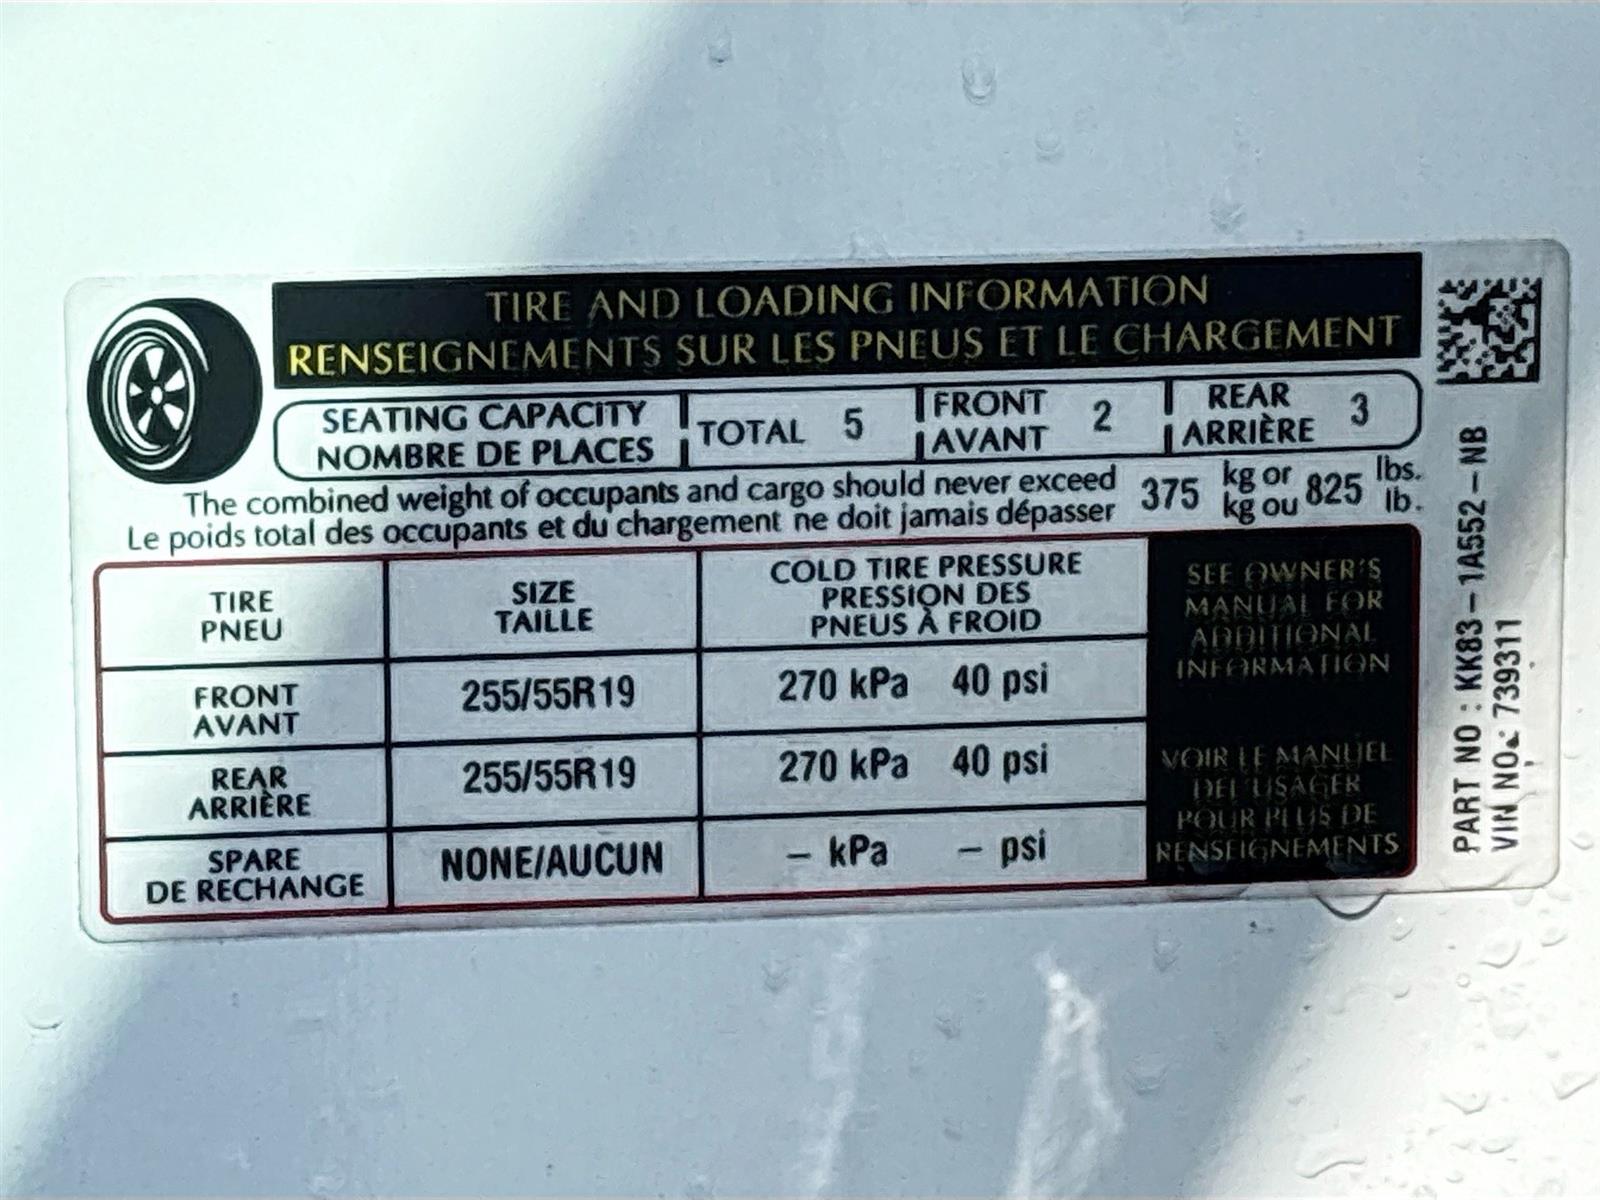 TIRE AND LOADING INFORMATION
RENSEIGNEMENTS SUR LES PNEUS ET LE CHARGEMENT
SEATING CAPACITY
NOMBRE DE PLACES
TOTAL 5
FRONT
AVANT
2
REAR
ARRIÈRE
3
The combined weight of occupants and cargo should never exceed
Le poids total des occupants et du chargement ne doit jamais dépasser
375 kg or 825 lbs.
kg ou lb.
TIRE
PNEU
SIZE
TAILLE
COLD TIRE PRESSURE
PRESSION DES
PNEUS À FROID
FRONT
AVANT
255/55R19
270 kPa 40 psi
REAR
ARRIÈRE
255/55R19
270 kPa 40 psi
SPARE
DE RECHANGE
NONE/AUCUN
– kPa – psi
SEE OWNER'S
MANUAL FOR
ADDITIONAL
INFORMATION
VOIR LE MANUEL
DE L'USAGER
POUR PLUS DE
RENSEIGNEMENTS
PART NO : KK83-1A552-NB
VIN NO.: 739311